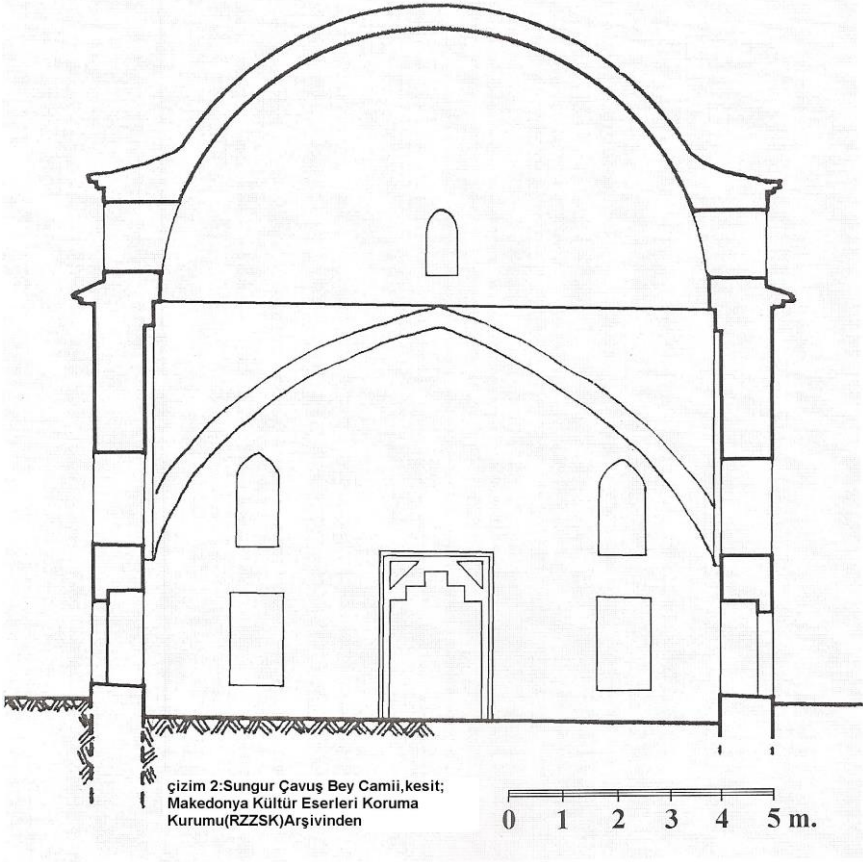 çizim 2:Sungur Çavuş Bey Camii,kesit;
Makedonya Kültür Eserleri Koruma
Kurumu(RZZSK)Arşivinden
0 1 2 3 4 5 m.